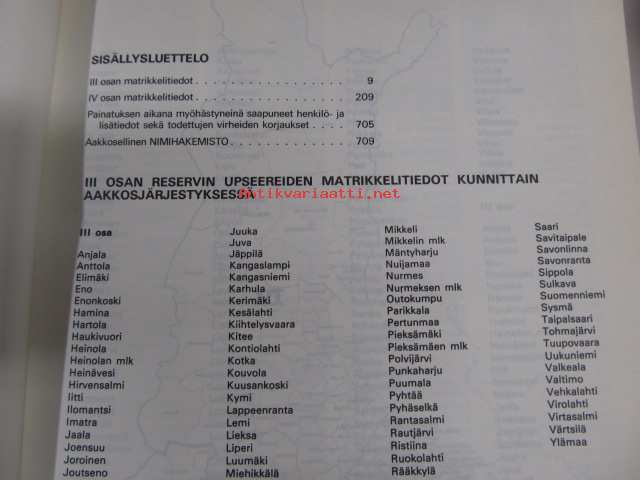 SISÄLLYSLUETTELO
III osan matrikkelitiedot . . . . . . . . . . . . . . . . 9
IV osan matrikkelitiedot . . . . . . . . . . . . . . . . 209
Painatuksen aikana myöhästyneinä saapuneet henkilö- ja
lisätiedot sekä todettujen virheiden korjaukset . . . . 705
Aakkosellinen NIMIHAKEMISTO . . . . . . . . . . . . . 709
III OSAN RESERVIN UPSEEREIDEN MATRIKKELITIEDOT KUNNITTAIN
AAKKOSJÄRJESTYKSESSÄ
Antikvariaatti.net
III osa
Anjala
Anttola
Elimäki
Eno
Enonkoski
Hamina
Hartola
Haukivuori
Heinola
Heinolan mlk
Heinävesi
Hirvensalmi
Iitti
Ilomantsi
Imatra
Jaala
Joensuu
Joroinen
Joutseno
Juuka
Juva
Jäppilä
Kangaslampi
Kangasniemi
Karhula
Kerimäki
Kesälahti
Kiihtelysvaara
Kitee
Kontiolahti
Kotka
Kouvola
Kuusankoski
Kymi
Lappeenranta
Lemi
Lieksa
Liperi
Luumäki
Miehikkälä
Mikkeli
Mikkelin mlk
Mäntyharju
Nuijamaa
Nurmes
Nurmeksen mlk
Outokumpu
Parikkala
Pertunmaa
Pieksämäki
Pieksämäen mlk
Polvijärvi
Punkaharju
Puumala
Pyhtää
Pyhäselkä
Rantasalmi
Rautjärvi
Ristiina
Ruokolahti
Rääkkylä
Saari
Savitaipale
Savonlinna
Savonranta
Sippola
Sulkava
Suomenniemi
Sysmä
Taipalsaari
Tohmajärvi
Tuupovaara
Uukuniemi
Valkeala
Valtimo
Vehkalahti
Virolahti
Virtasalmi
Värtsilä
Ylämaa